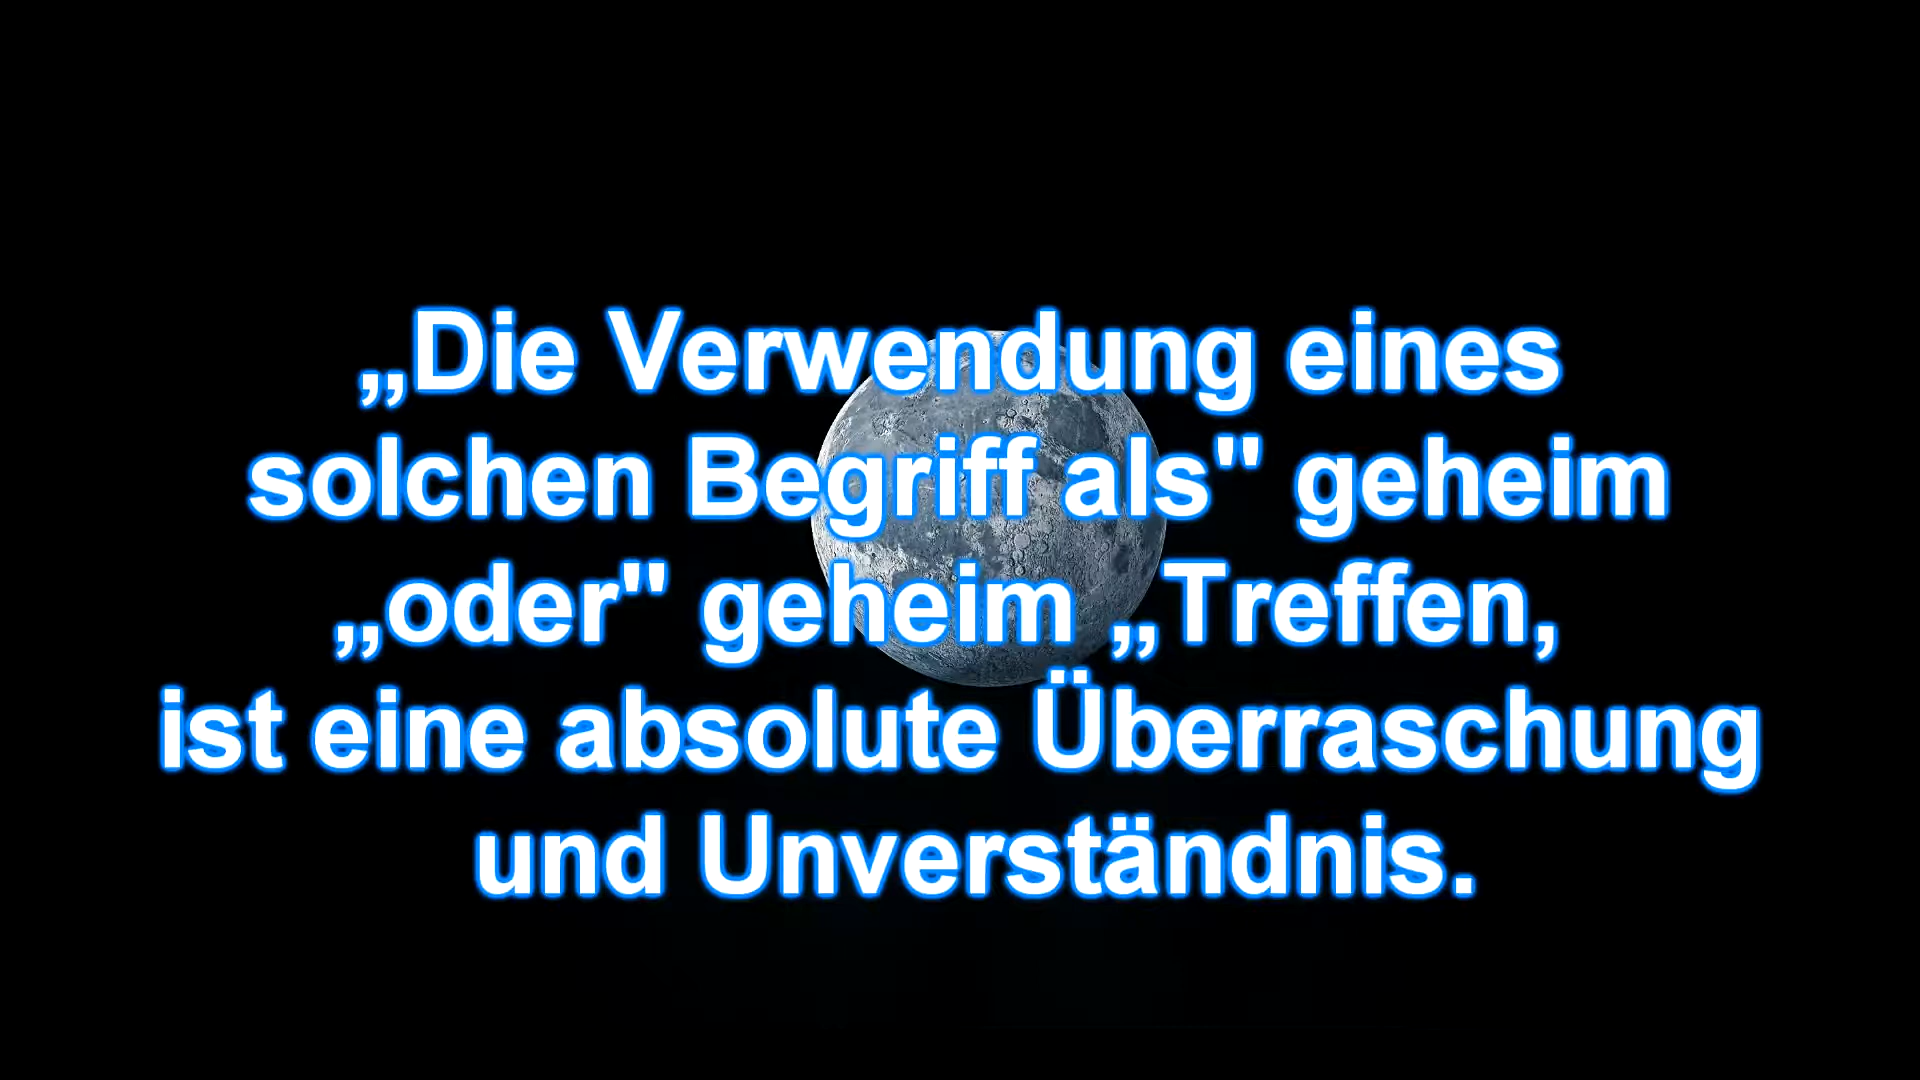 „Die Verwendung eines
solchen Begriff als" geheim
„oder" geheim „Treffen,
ist eine absolute Überraschung
und Unverständnis.